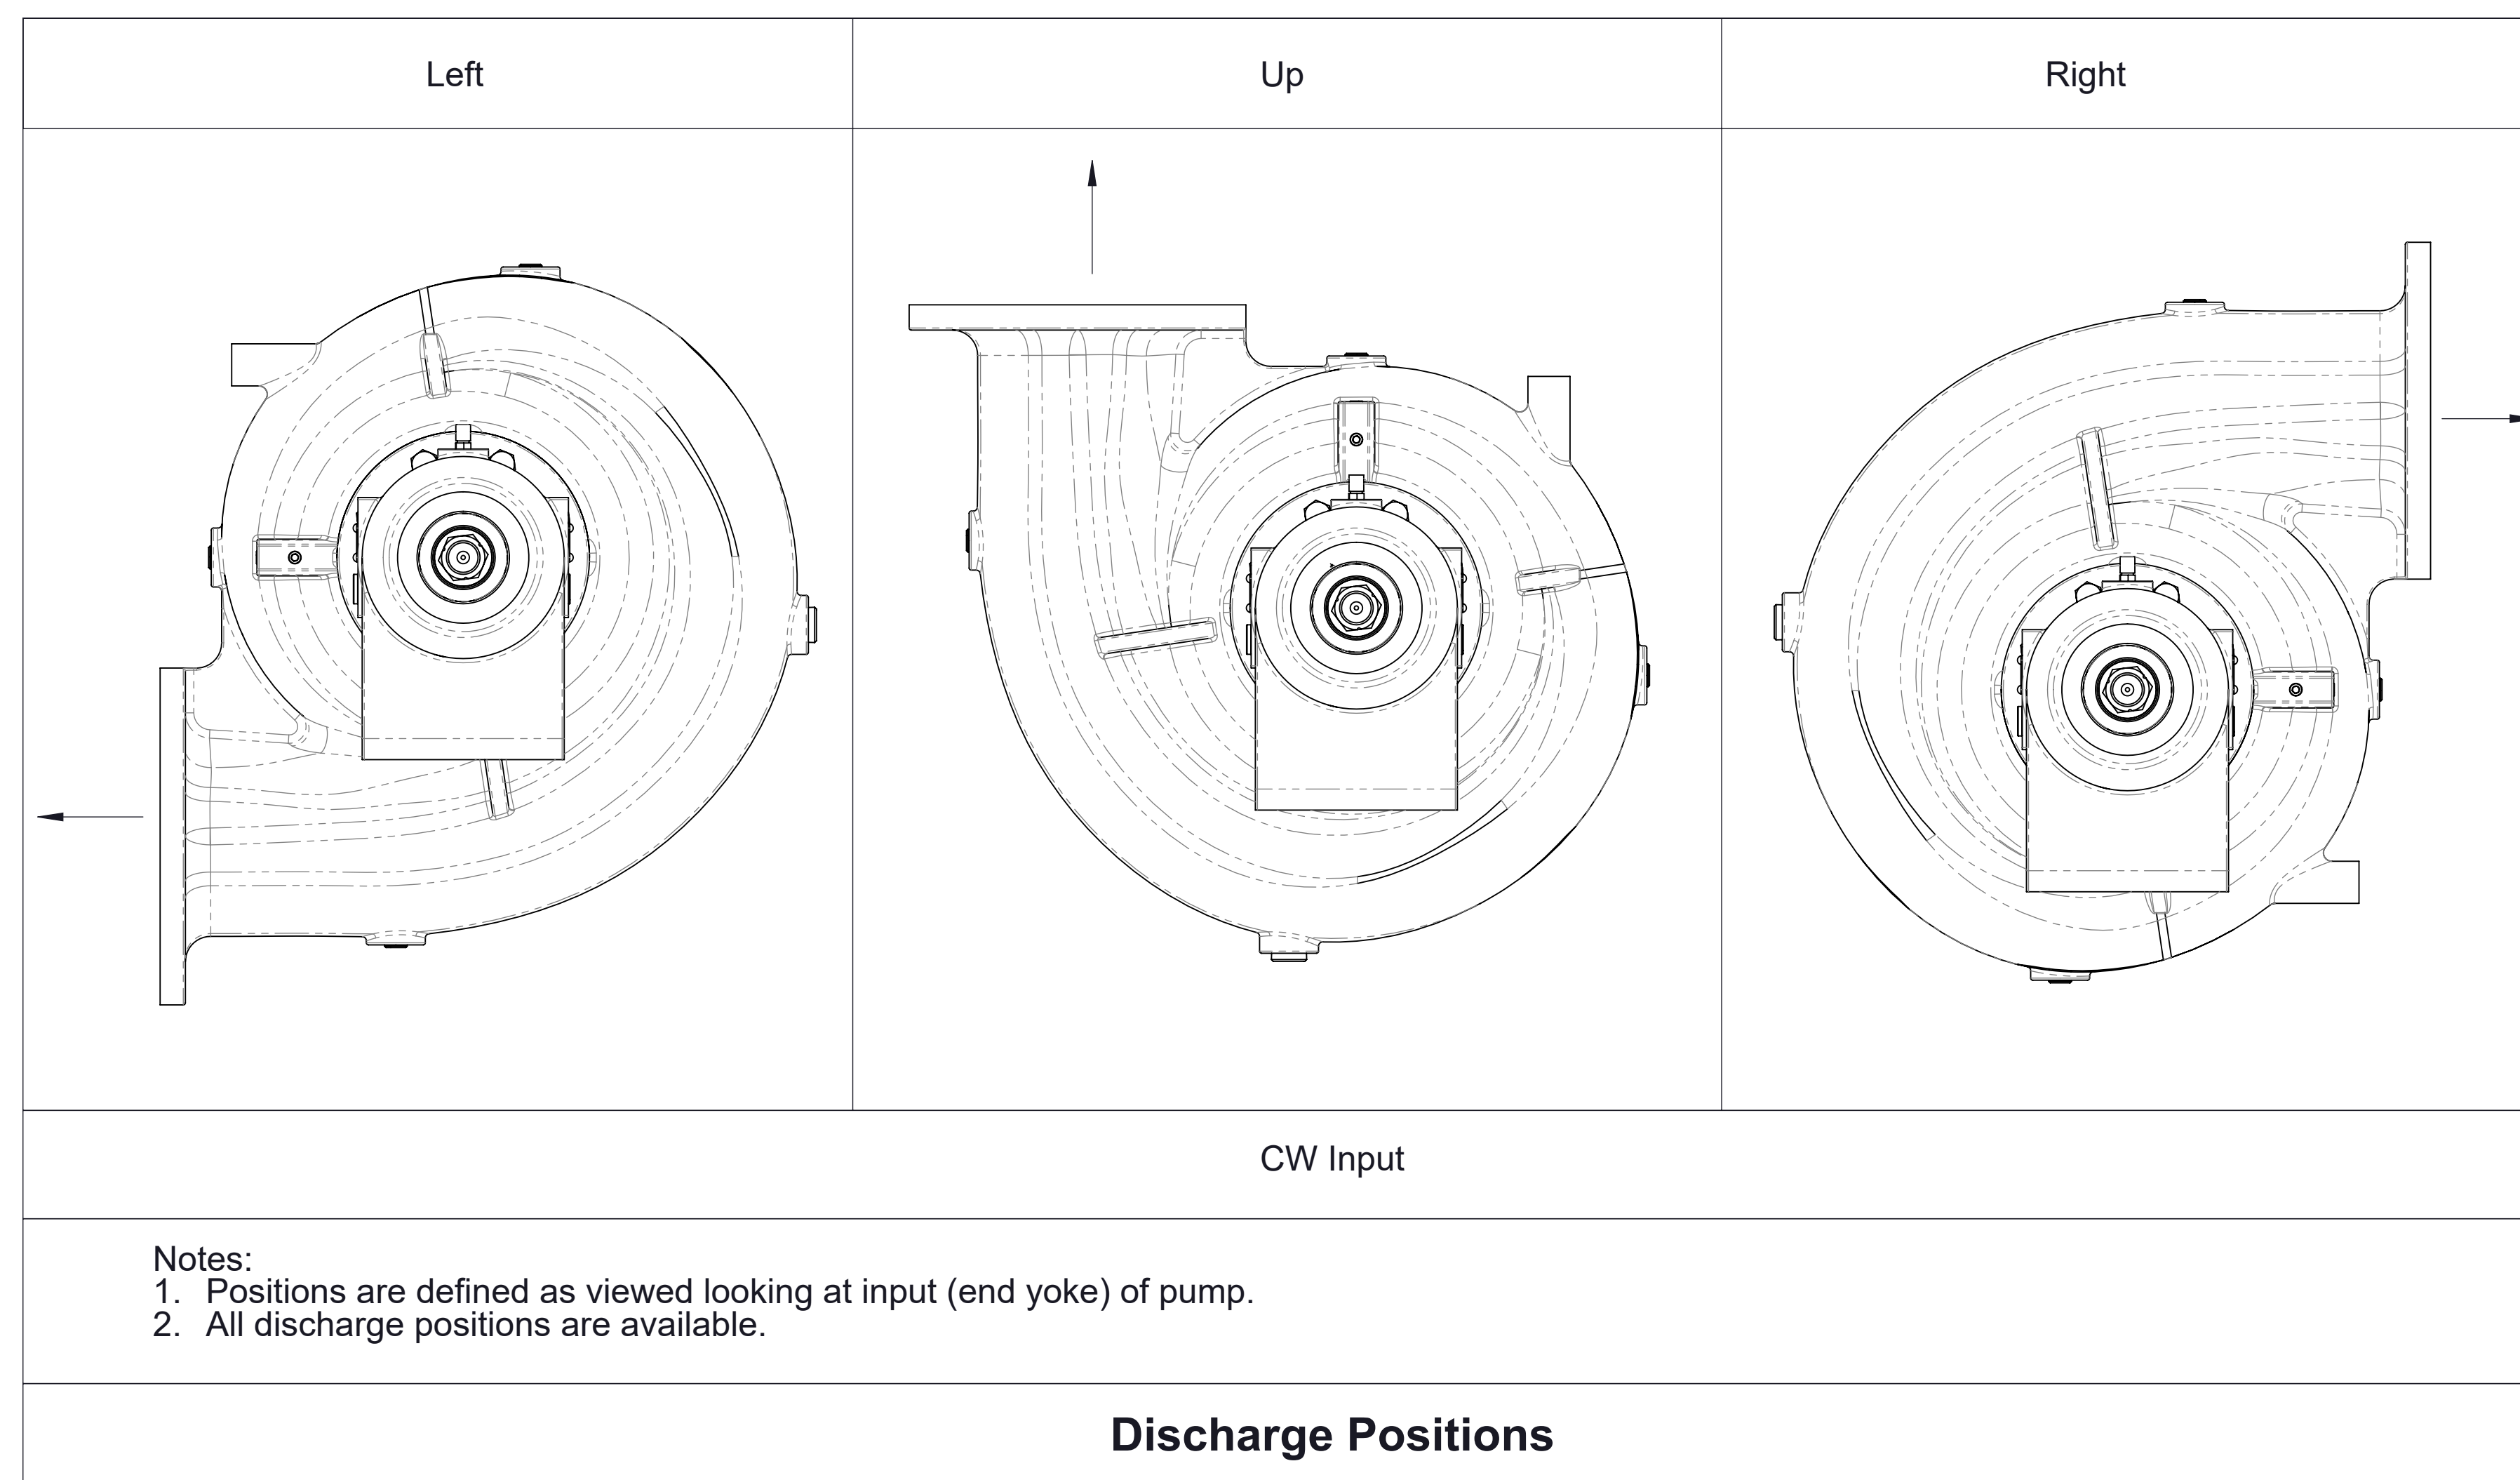 Left
Up
Right
CW Input
Notes:
1. Positions are defined as viewed looking at input (end yoke) of pump.
2. All discharge positions are available.
Discharge Positions